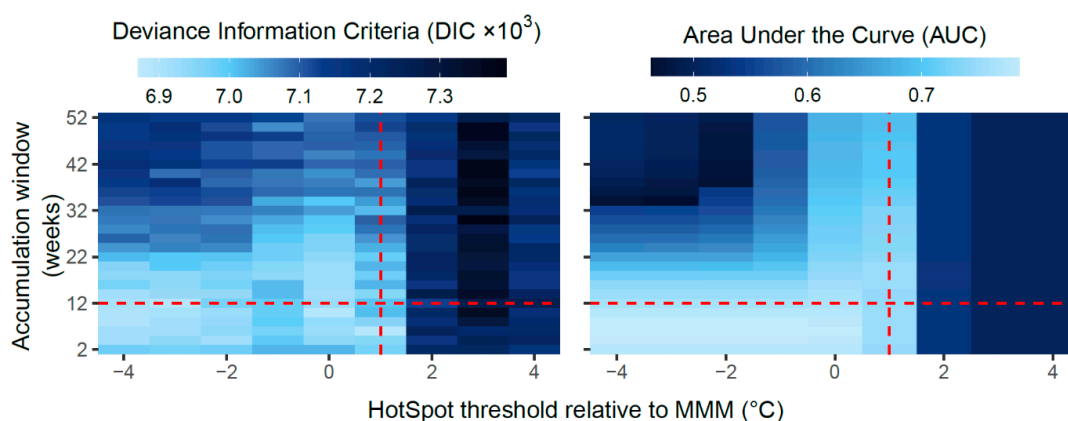 Deviance Information Criteria (DIC ×10³)
Area Under the Curve (AUC)
6.9 7.0 7.1 7.2 7.3
0.5 0.6 0.7
Accumulation window
(weeks)
52
42
32
22
12
2
−4 −2 0 2 4
−4 −2 0 2 4
HotSpot threshold relative to MMM (°C)